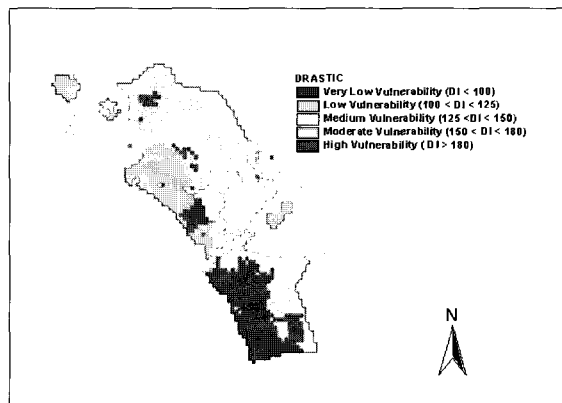 DRASTIC
Very Low Vulnerability (DI < 100)
Low Vulnerability (100 < DI < 125)
Medium Vulnerability (125 <DI < 150)
Moderate Vulnerability (150 < DI < 180)
High Vulnerability ( DI > 180)
N